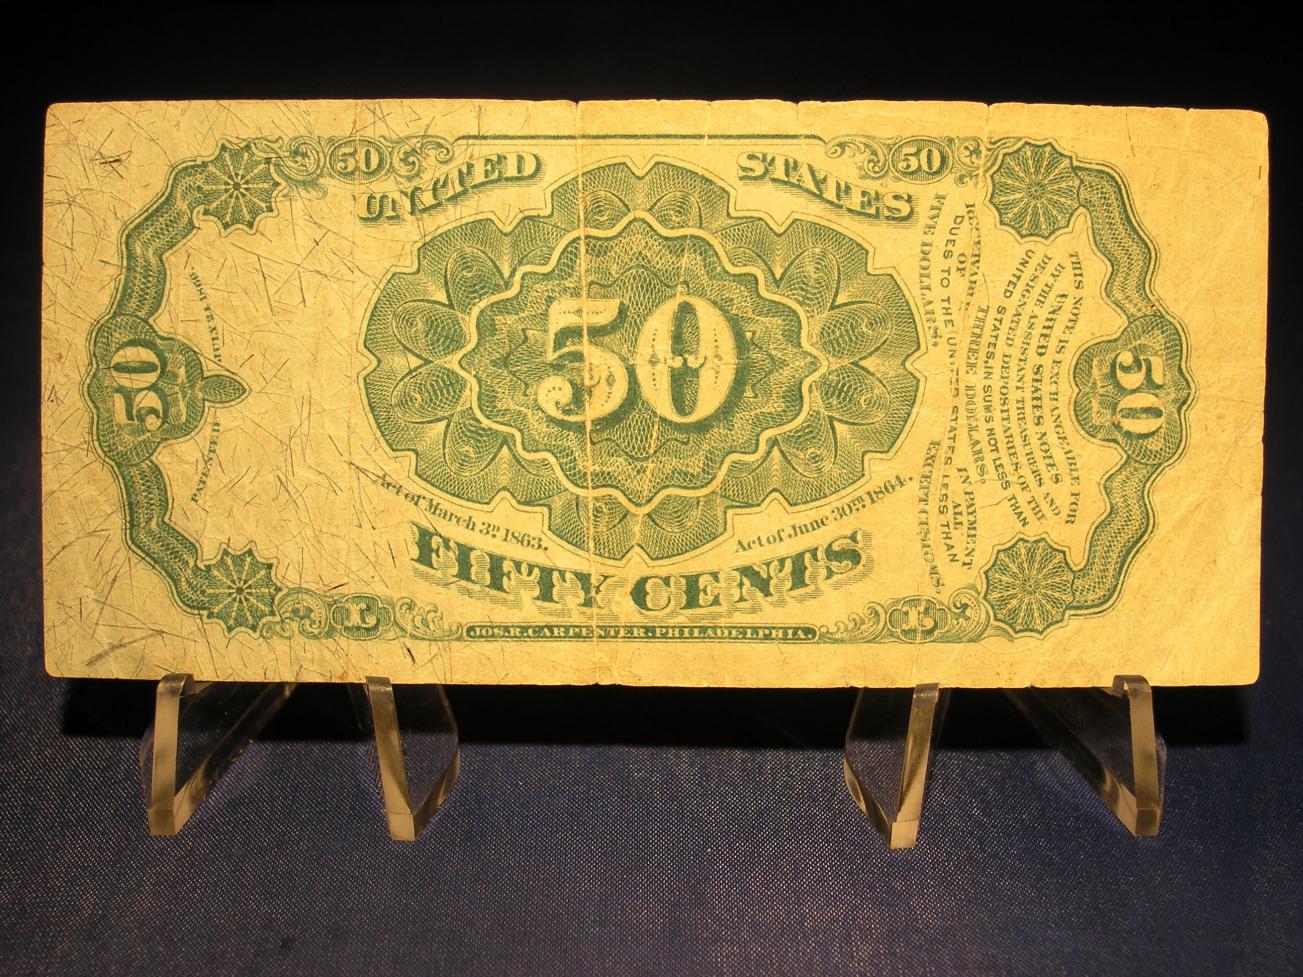 50
50
UNITED STATES
50
50
50
PATENTED
Act of March 3D. 1863.
Act of June 30TH 1864.
FIFTY CENTS
L
L
JOS.R.CARPENTER.PHILADELPHIA.
THIS NOTE IS EXCHANGEABLE FOR
UNITED STATES NOTES
BY THE ASSISTANT TREASURERS AND
DESIGNATED DEPOSITARIES OF THE
UNITED STATES, IN SUMS NOT LESS THAN
THREE DOLLARS.
RECEIVABLE IN PAYMENT
OF ALL
DUES TO THE UNITED STATES LESS THAN
FIVE DOLLARS, EXCEPT CUSTOMS.